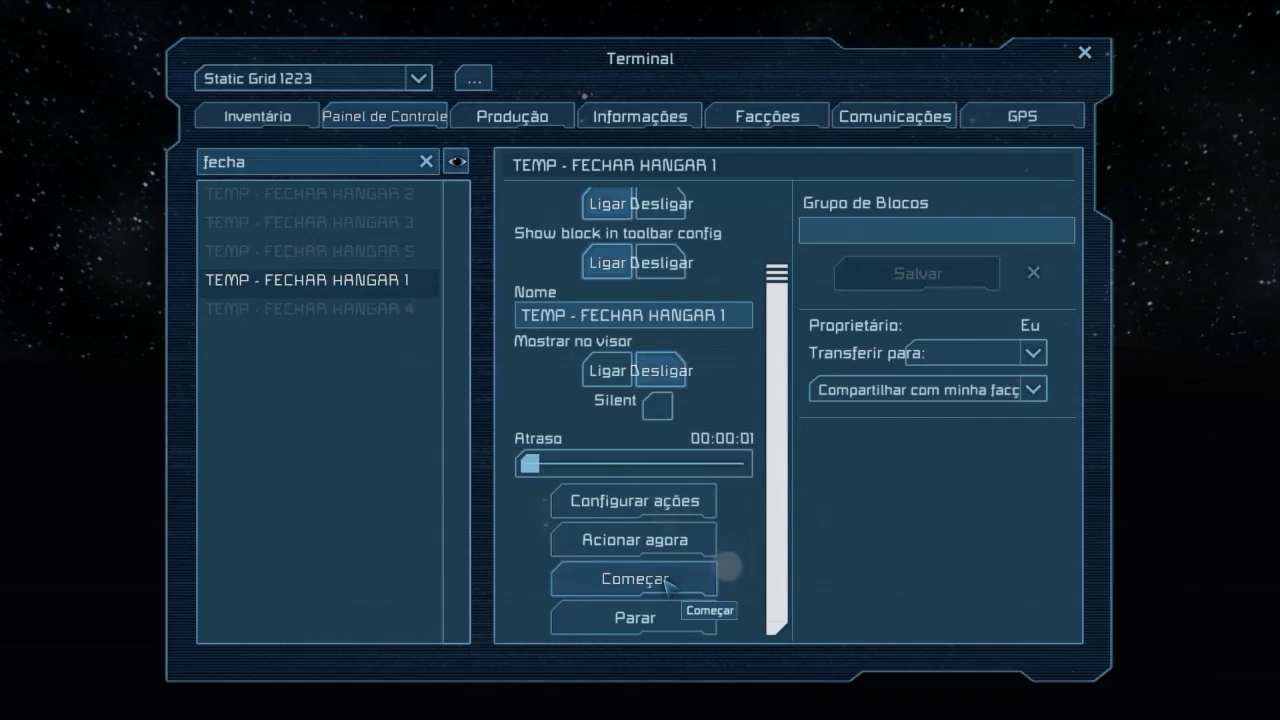 Terminal
Static Grid 1223
...
Inventário
Painel de Controle
Produção
Informações
Facções
Comunicações
GPS
fecha
TEMP - FECHAR HANGAR 2
TEMP - FECHAR HANGAR 3
TEMP - FECHAR HANGAR 5
TEMP - FECHAR HANGAR 1
TEMP - FECHAR HANGAR 4
TEMP - FECHAR HANGAR 1
Ligar Desligar
Show block in toolbar config
Ligar Desligar
Nome
TEMP - FECHAR HANGAR 1
Mostrar no visor
Ligar Desligar
Silent
Atraso 00:00:01
Configurar ações
Acionar agora
Começar
Começar
Parar
Grupo de Blocos
Salvar
Proprietário: Eu
Transferir para:
Compartilhar com minha facç